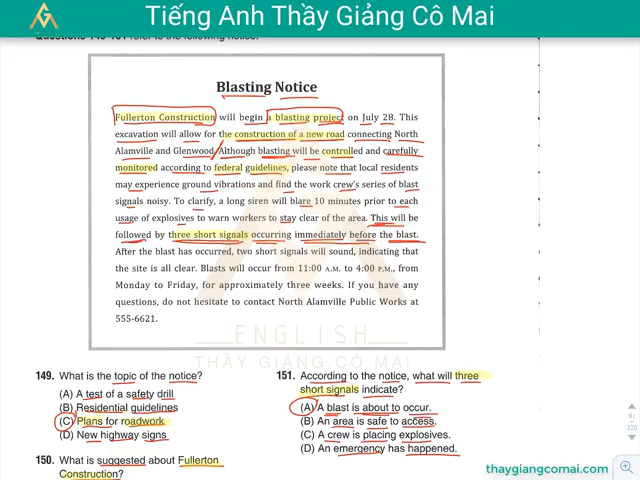 Tiếng Anh Thầy Giảng Cô Mai
AM
Questions 149-151 refer to the following notice.
Blasting Notice
Fullerton Construction will begin a blasting project on July 28. This
excavation will allow for the construction of a new road connecting North
Alamville and Glenwood. Although blasting will be controlled and carefully
monitored according to federal guidelines, please note that local residents
may experience ground vibrations and find the work crew's series of blast
signals noisy. To clarify, a long siren will blare 10 minutes prior to each
usage of explosives to warn workers to stay clear of the area. This will be
followed by three short signals occurring immediately before the blast.
After the blast has occurred, two short signals will sound, indicating that
the site is all clear. Blasts will occur from 11:00 A.M. to 4:00 P.M., from
Monday to Friday, for approximately three weeks. If you have any
questions, do not hesitate to contact North Alamville Public Works at
555-6621.
ENGLISH
THẦY GIẢNG CÔ MAI
149. What is the topic of the notice?
(A) A test of a safety drill
(B) Residential guidelines
(C) Plans for roadwork
(D) New highway signs
150. What is suggested about Fullerton
Construction?
151. According to the notice, what will three
short signals indicate?
(A) A blast is about to occur.
(B) An area is safe to access.
(C) A crew is placing explosives.
(D) An emergency has happened.
220
thaygiangcomai.com